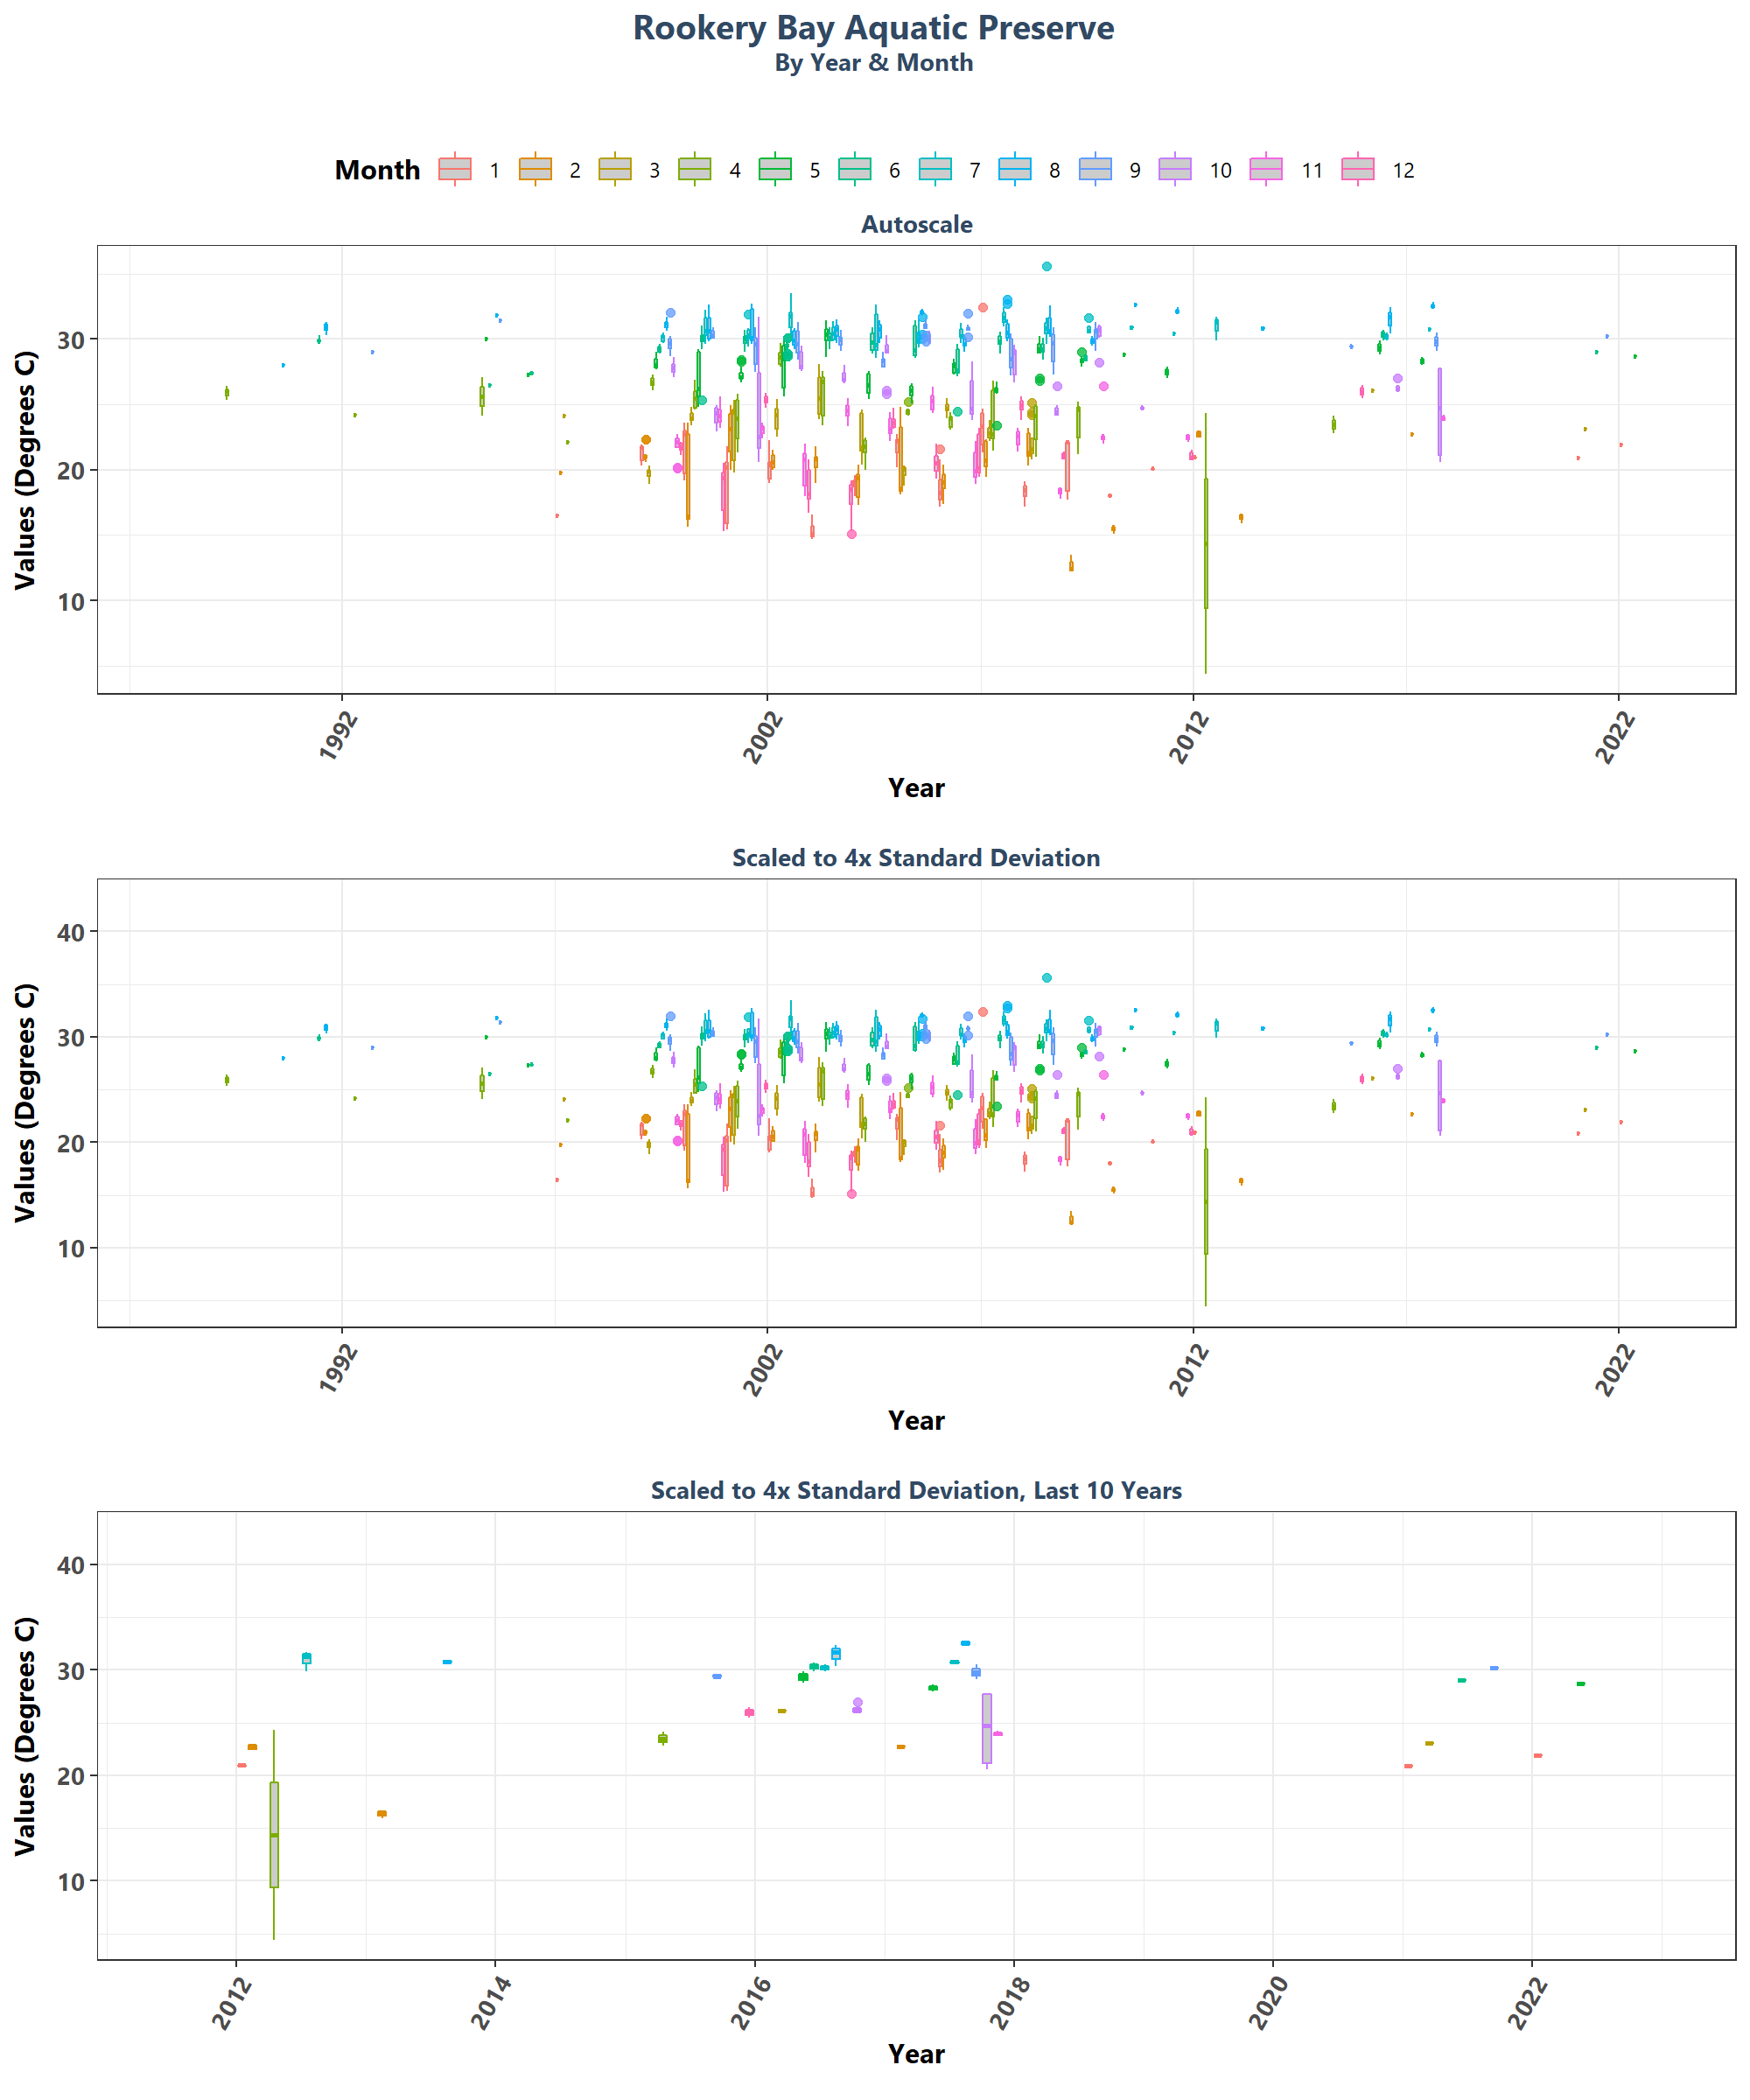 Rookery Bay Aquatic Preserve
By Year & Month
Month 1 2 3 4 5 6 7 8 9 10 11 12
Autoscale
Values (Degrees C)
30
20
10
1992 2002 2012 2022
Year
Scaled to 4x Standard Deviation
Values (Degrees C)
40
30
20
10
1992 2002 2012 2022
Year
Scaled to 4x Standard Deviation, Last 10 Years
Values (Degrees C)
40
30
20
10
2012 2014 2016 2018 2020 2022
Year